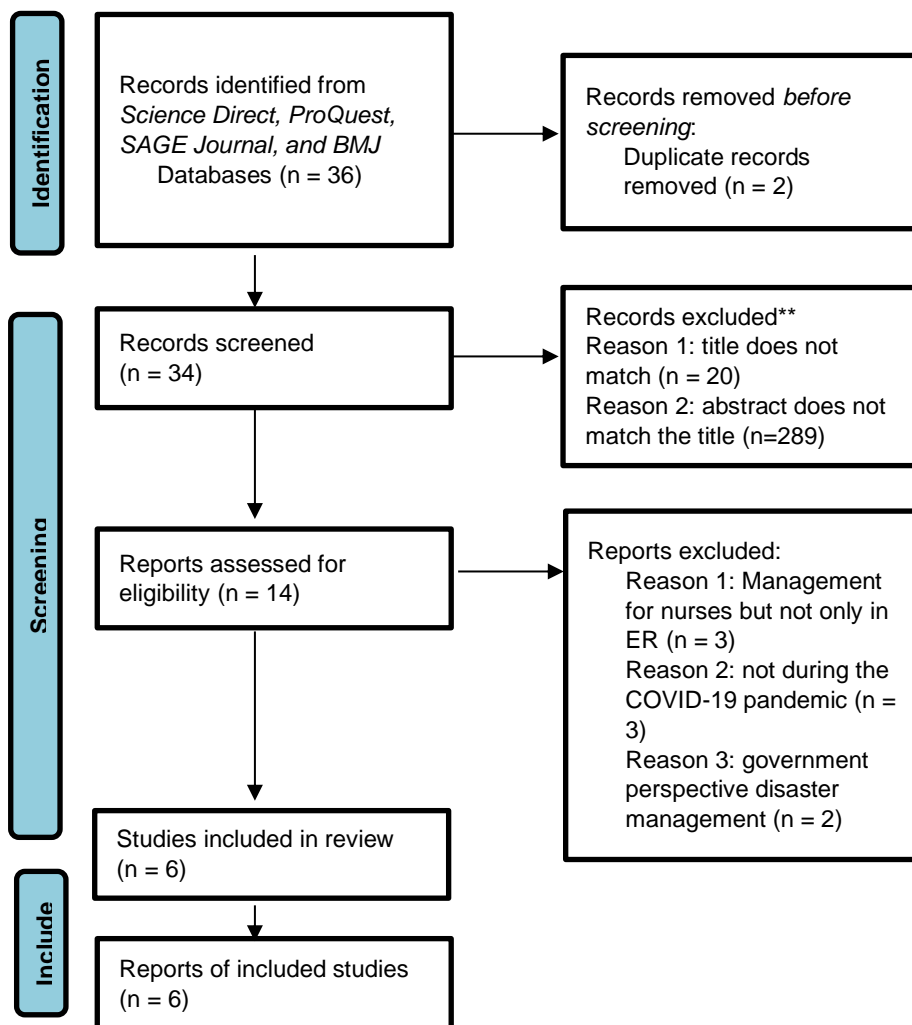 Identification
Records identified from
Science Direct, ProQuest,
SAGE Journal, and BMJ
Databases (n = 36)
Records removed before
screening:
Duplicate records
removed (n = 2)
Screening
Records screened
(n = 34)
Records excluded**
Reason 1: title does not
match (n = 20)
Reason 2: abstract does not
match the title (n=289)
Reports assessed for
eligibility (n = 14)
Reports excluded:
Reason 1: Management
for nurses but not only in
ER (n = 3)
Reason 2: not during the
COVID-19 pandemic (n =
3)
Reason 3: government
perspective disaster
management (n = 2)
Studies included in review
(n = 6)
Include
Reports of included studies
(n = 6)